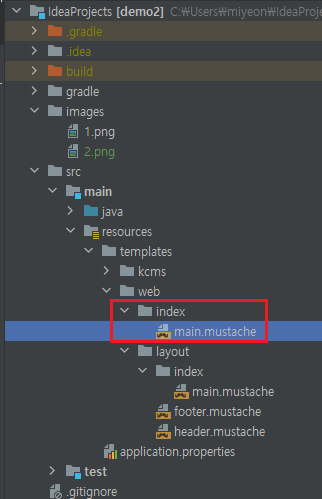 IdeaProjects [demo2] C:₩Users₩miyeon₩IdeaPro
.gradle
.idea
build
gradle
images
1.png
2.png
src
main
java
resources
templates
kcms
web
index
main.mustache
layout
index
main.mustache
footer.mustache
header.mustache
application.properties
test
.gitignore